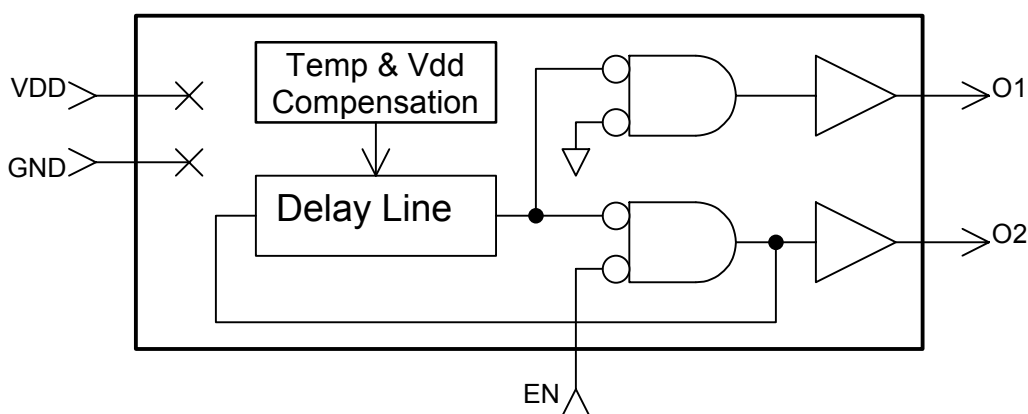 Temp & Vdd
Compensation
VDD
O1
GND
Delay Line
O2
EN